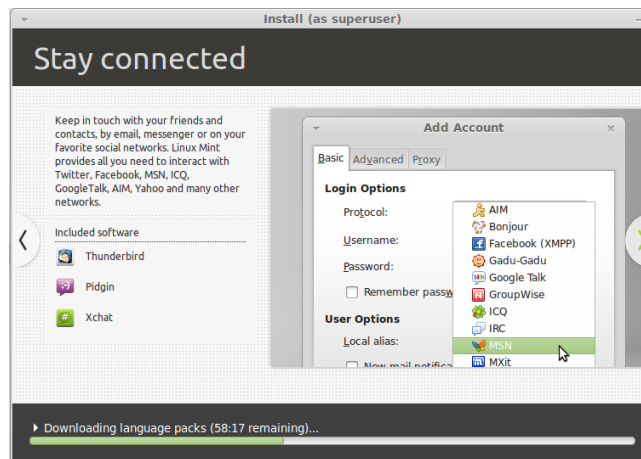 Install (as superuser)
Stay connected
Keep in touch with your friends and
contacts, by email, messenger or on your
favorite social networks. Linux Mint
provides all you need to interact with
Twitter, Facebook, MSN, ICQ,
GoogleTalk, AIM, Yahoo and many other
networks.
Included software
Thunderbird
Pidgin
Xchat
Add Account
Basic Advanced Proxy
Login Options
Protocol:
Username:
Password:
Remember passw
User Options
Local alias:
New mail notifica
AIM
Bonjour
Facebook (XMPP)
Gadu-Gadu
Google Talk
GroupWise
ICQ
IRC
MSN
MXit
Downloading language packs (58:17 remaining)...